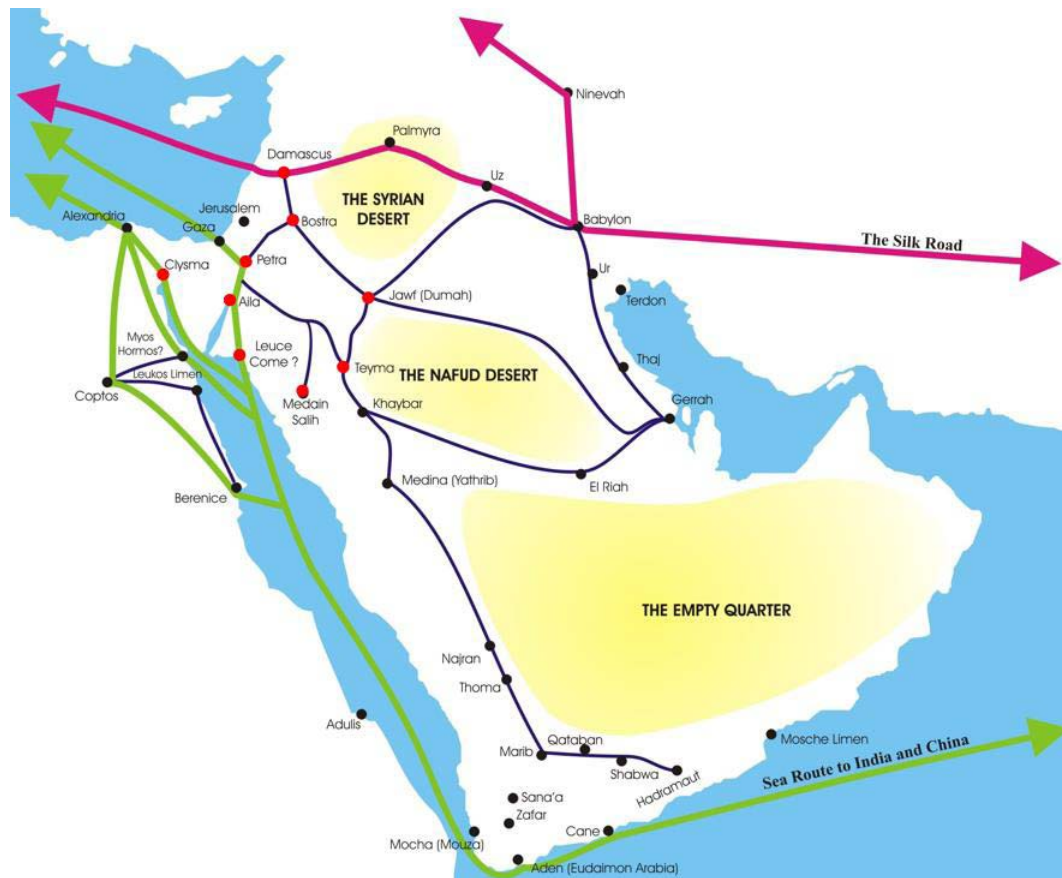 Ninevah
Palmyra
Damascus
Uz
THE SYRIAN
DESERT
Jerusalem
Alexandria
Gaza
Bostra
Babylon
The Silk Road
Clysma
Petra
Ur
Aila
Jawf (Dumah)
Terdon
Myos
Hormos?
Leuce
Come ?
Leukos Limen
Teyma
THE NAFUD DESERT
Thaj
Coptos
Medain
Salih
Khaybar
Gerrah
Berenice
Medina (Yathrib)
El Riah
THE EMPTY QUARTER
Najran
Thoma
Adulis
Marib
Qataban
Shabwa
Hadramaut
Mosche Limen
Sea Route to India and China
Sana'a
Zafar
Mocha (Mouza)
Cane
Aden (Eudaimon Arabia)